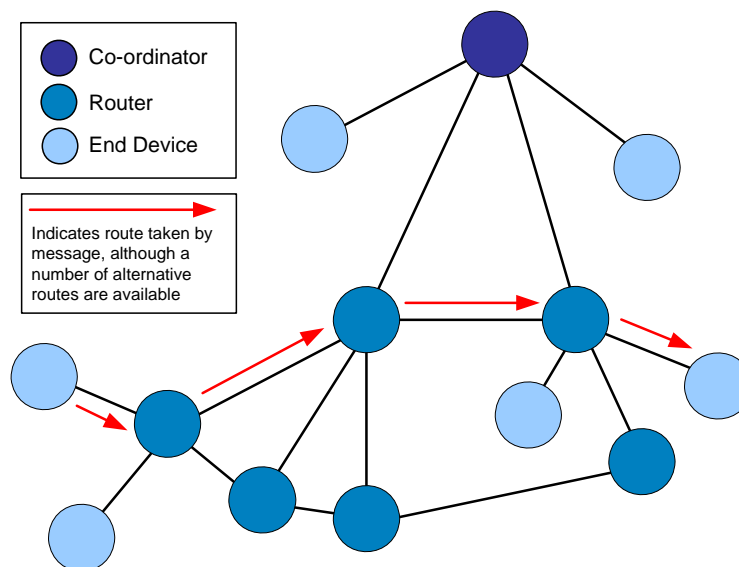 Co-ordinator
Router
End Device
Indicates route taken by
message, although a
number of alternative
routes are available